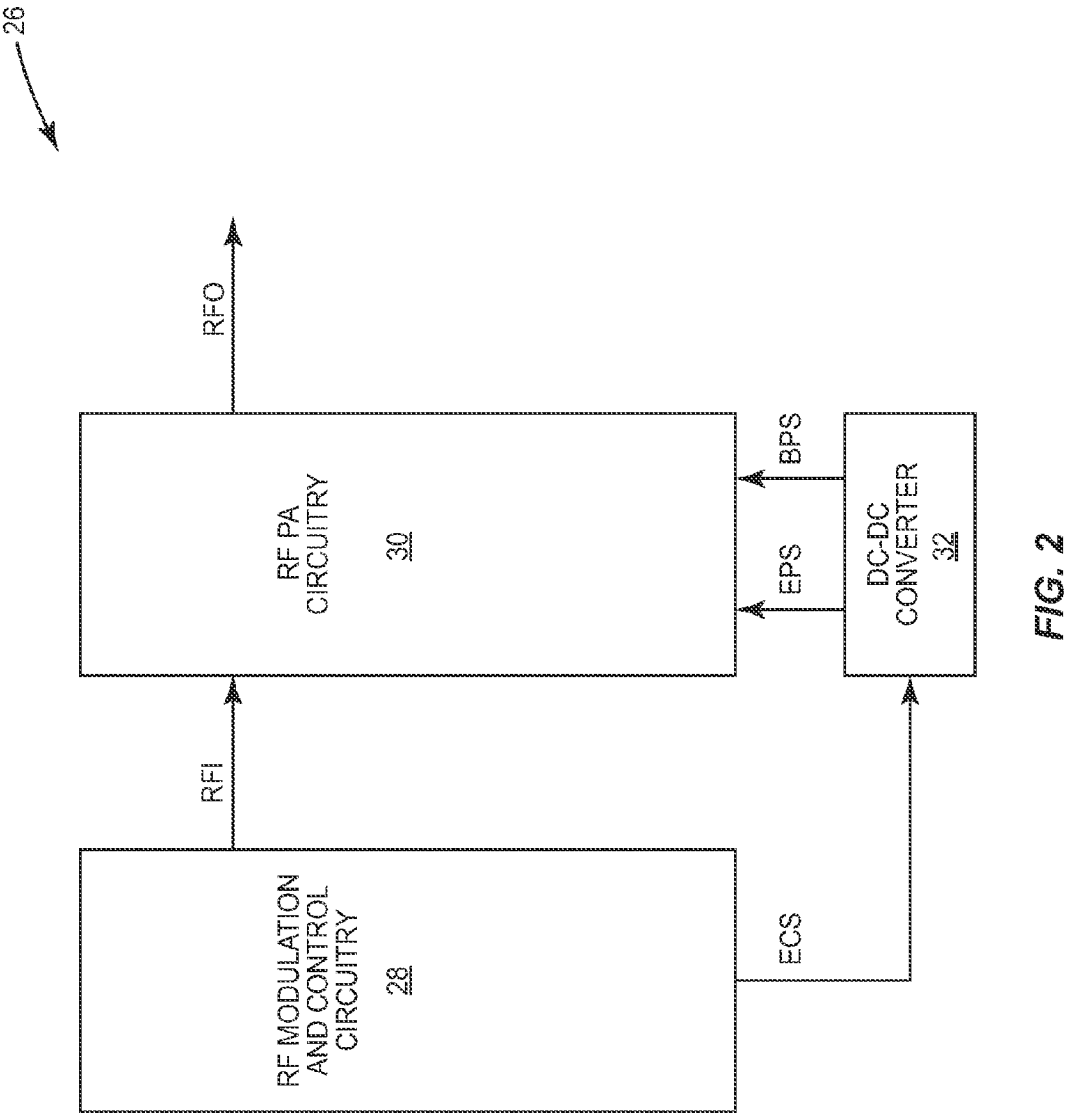 26
RF MODULATION
AND CONTROL
CIRCUITRY
28
RFI
RF PA
CIRCUITRY
30
RFO
ECS
EPS
BPS
DC-DC
CONVERTER
32
FIG. 2